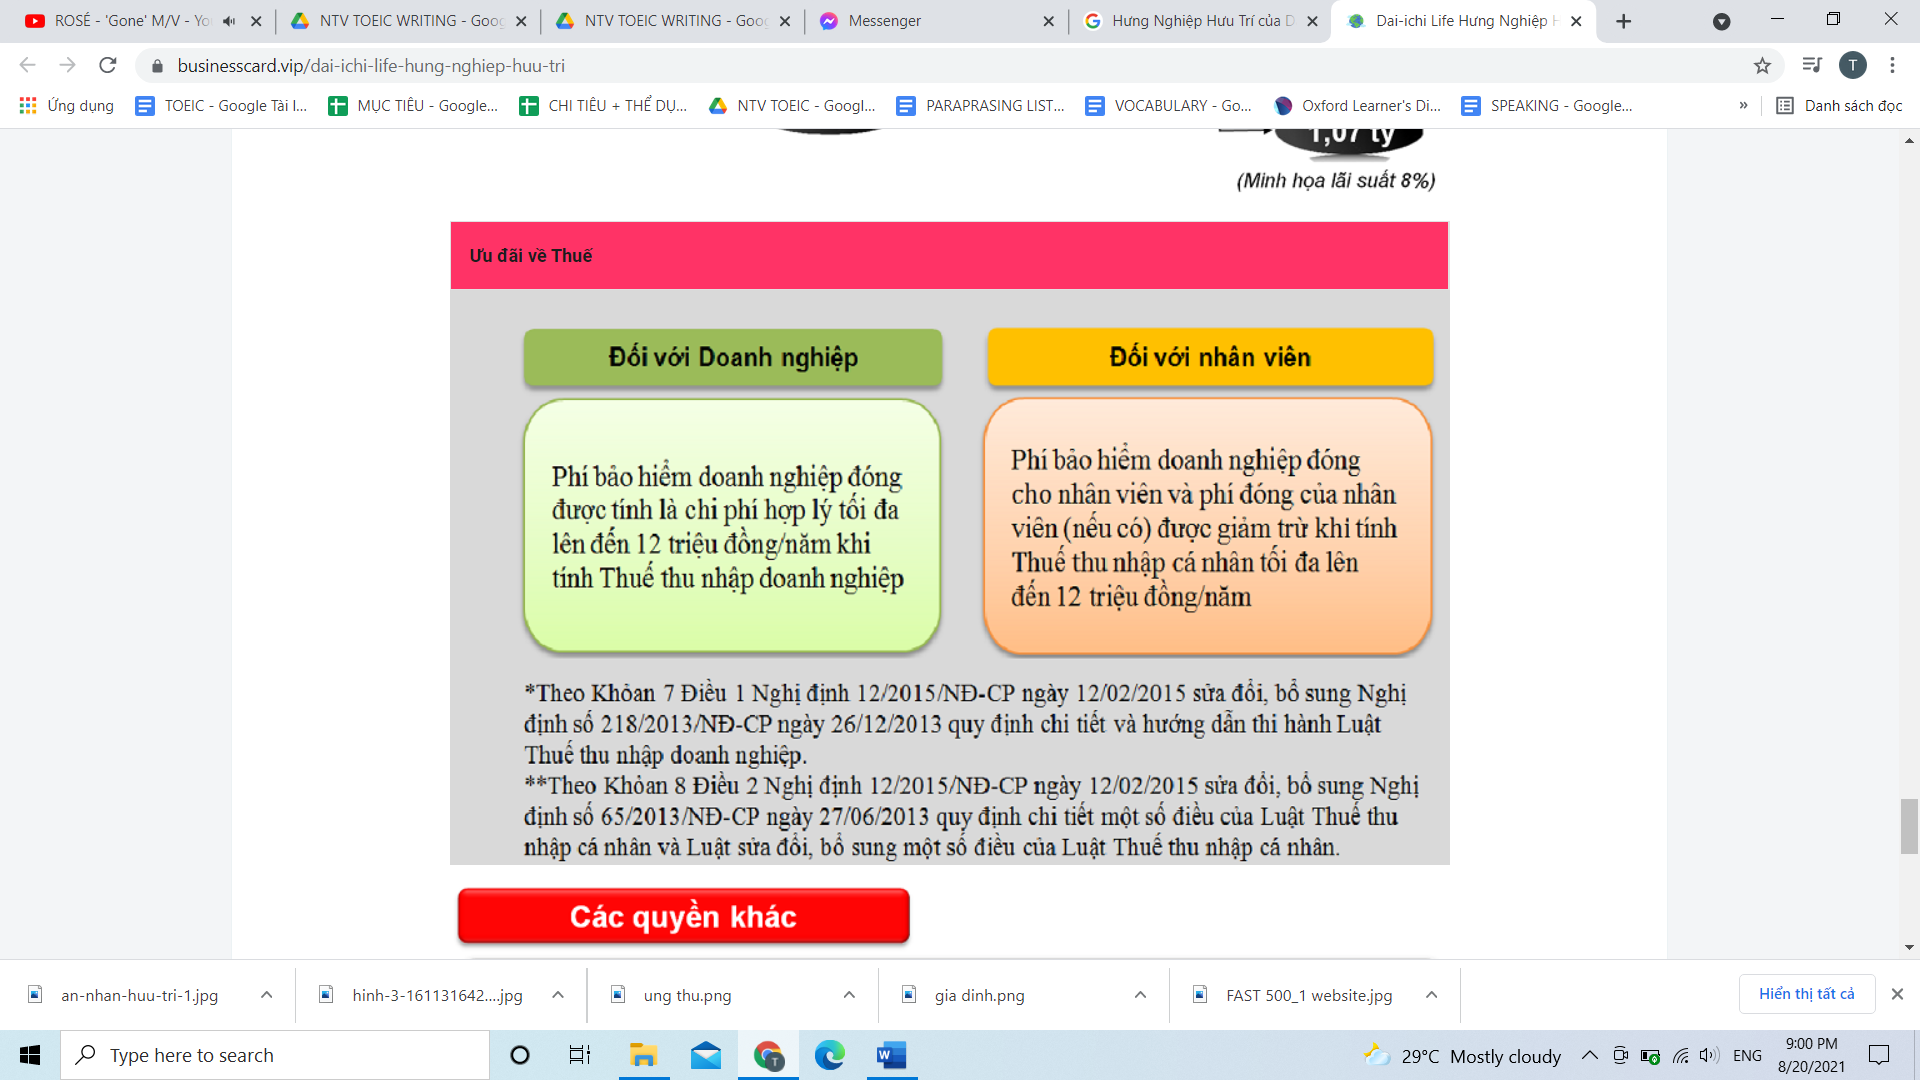 ROSÉ - 'Gone' M/V - You
NTV TOEIC WRITING - Goog
NTV TOEIC WRITING - Goog
Messenger
Hưng Nghiệp Hưu Trí của D
Dai-ichi Life Hưng Nghiệp H
businesscard.vip/dai-ichi-life-hung-nghiep-huu-tri
T
Ứng dụng
TOEIC - Google Tài l...
MỤC TIÊU - Google...
CHI TIÊU + THỂ DỤ...
NTV TOEIC - Googl...
PARAPRASING LIST...
VOCABULARY - Go...
Oxford Learner's Di...
SPEAKING - Google...
»
Danh sách đọc
1,07 tỷ
(Minh họa lãi suất 8%)
Ưu đãi về Thuế
Đối với Doanh nghiệp
Phí bảo hiểm doanh nghiệp đóng
được tính là chi phí hợp lý tối đa
lên đến 12 triệu đồng/năm khi
tính Thuế thu nhập doanh nghiệp
Đối với nhân viên
Phí bảo hiểm doanh nghiệp đóng
cho nhân viên và phí đóng của nhân
viên (nếu có) được giảm trừ khi tính
Thuế thu nhập cá nhân tối đa lên
đến 12 triệu đồng/năm
*Theo Khỏan 7 Điều 1 Nghị định 12/2015/NĐ-CP ngày 12/02/2015 sửa đổi, bổ sung Nghị
định số 218/2013/NĐ-CP ngày 26/12/2013 quy định chi tiết và hướng dẫn thi hành Luật
Thuế thu nhập doanh nghiệp.
**Theo Khỏan 8 Điều 2 Nghị định 12/2015/NĐ-CP ngày 12/02/2015 sửa đổi, bổ sung Nghị
định số 65/2013/NĐ-CP ngày 27/06/2013 quy định chi tiết một số điều của Luật Thuế thu
nhập cá nhân và Luật sửa đổi, bổ sung một số điều của Luật Thuế thu nhập cá nhân.
Các quyền khác
an-nhan-huu-tri-1.jpg
hinh-3-161131642....jpg
ung thu.png
gia dinh.png
FAST 500_1 website.jpg
Hiển thị tất cả
Type here to search
29°C Mostly cloudy
ENG
9:00 PM
8/20/2021